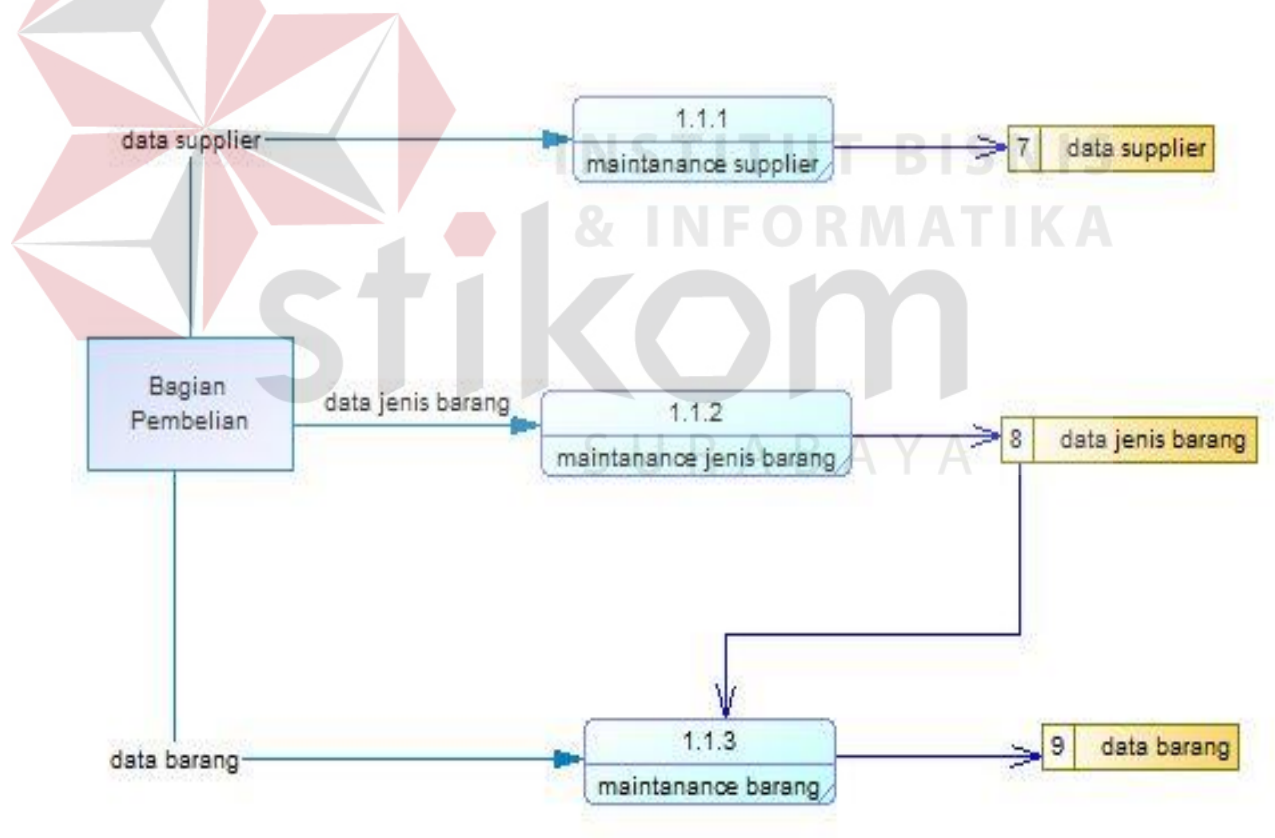 1.1.1
data supplier
maintanance supplier
7 data supplier
INSTITUT BISNIS
& INFORMATIKA
stikom
SURABAYA
Bagian
Pembelian
data jenis barang
1.1.2
maintanance jenis barang
8 data jenis barang
1.1.3
data barang
maintanance barang
9 data barang